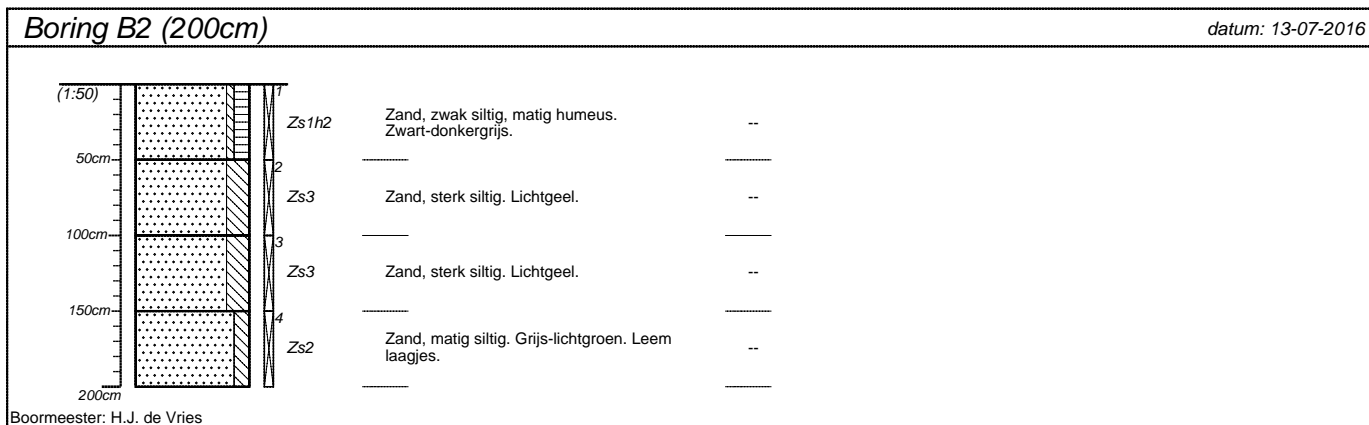 Boring B2 (200cm)
datum: 13-07-2016
(1:50)
1
Zs1h2
Zand, zwak siltig, matig humeus.
Zwart-donkergrijs.
--
50cm
2
Zs3
Zand, sterk siltig. Lichtgeel.
--
100cm
3
Zs3
Zand, sterk siltig. Lichtgeel.
--
150cm
4
Zs2
Zand, matig siltig. Grijs-lichtgroen. Leem
laagjes.
--
200cm
Boormeester: H.J. de Vries